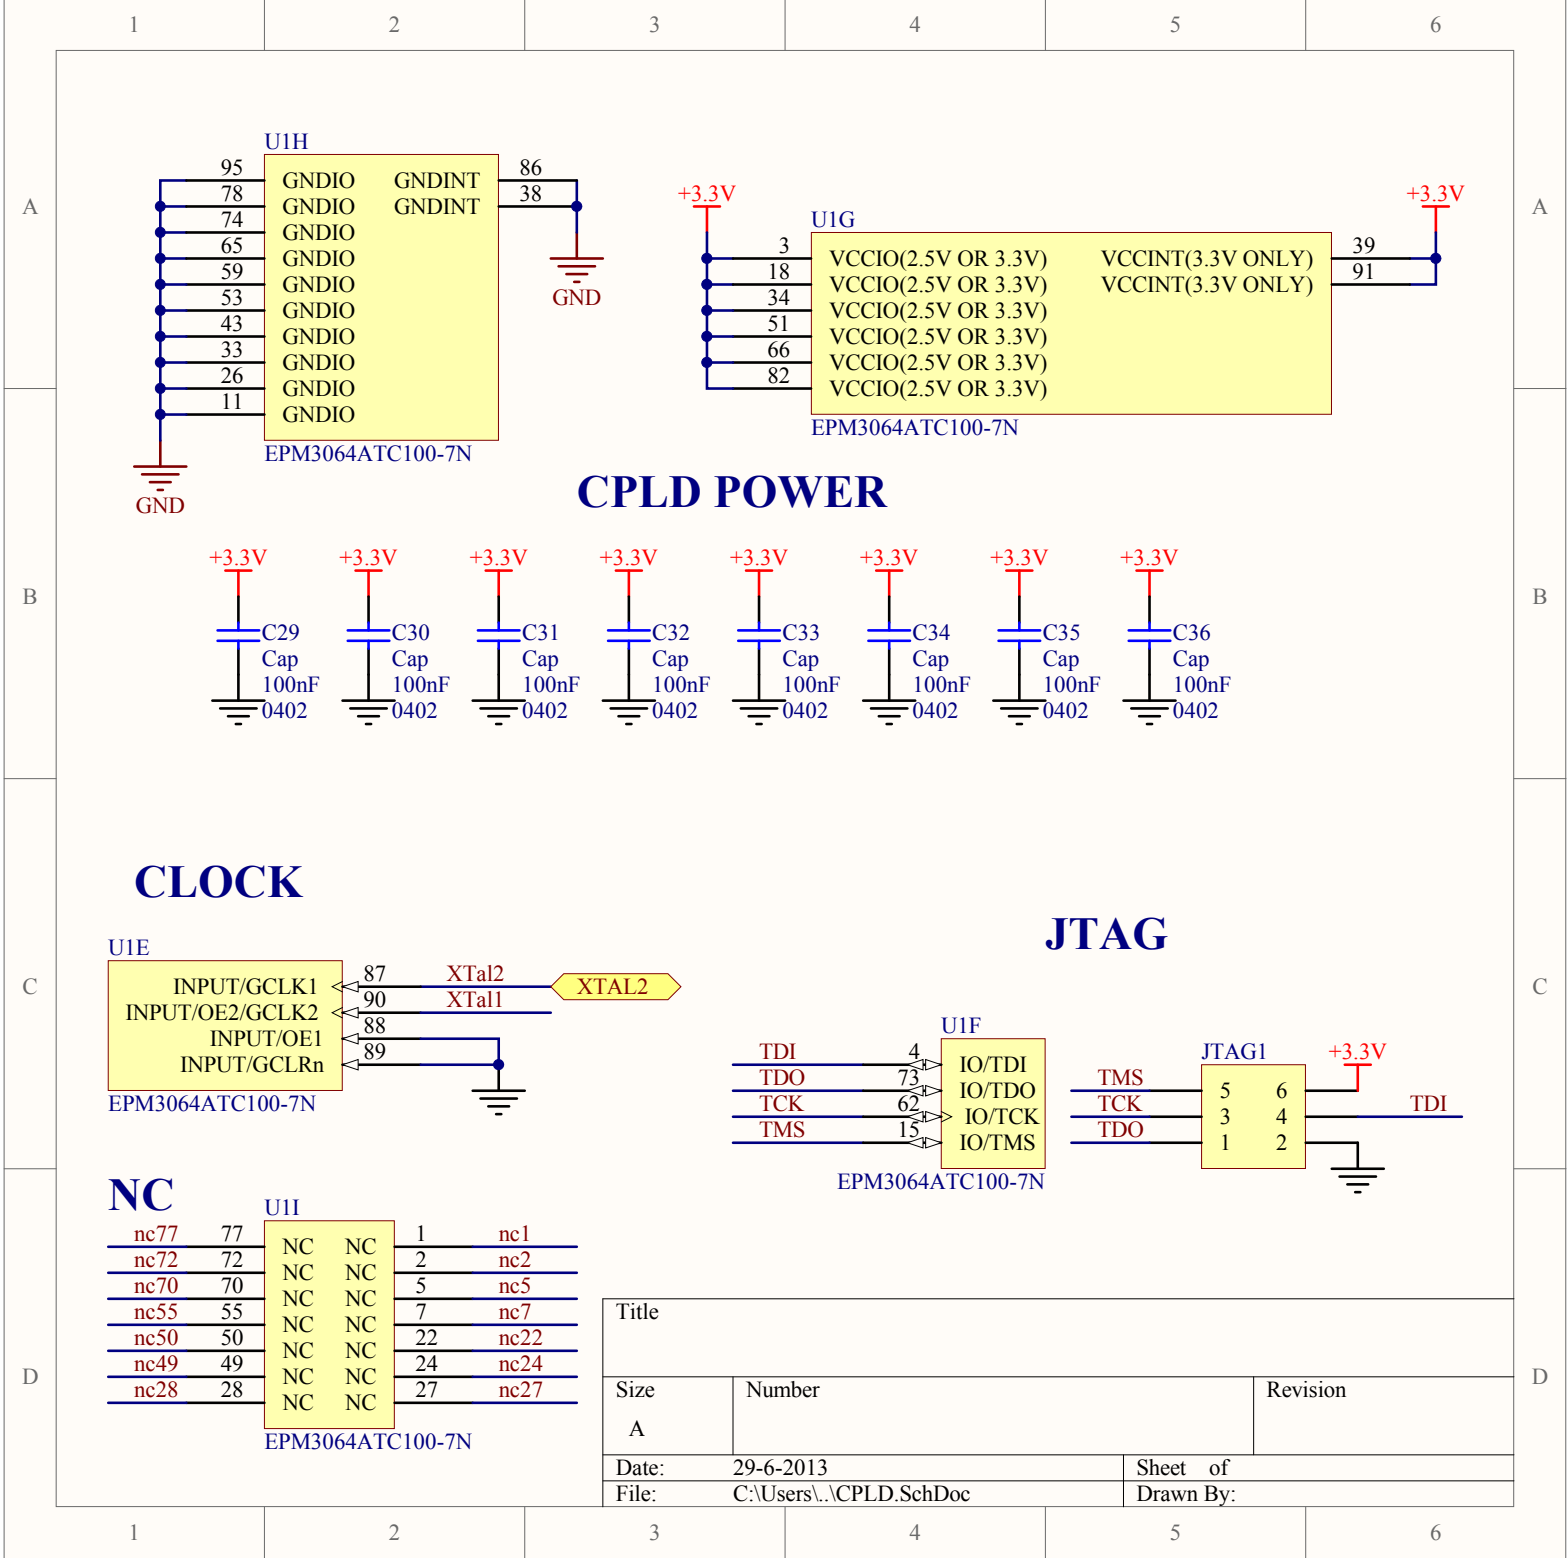 1 2 3 4 5 6
A A
B B
C C
D D
U1H
95 GNDIO GNDINT 86
78 GNDIO GNDINT 38
74 GNDIO
65 GNDIO
59 GNDIO
53 GNDIO
43 GNDIO
33 GNDIO
26 GNDIO
11 GNDIO
EPM3064ATC100-7N
GND
GND
+3.3V +3.3V
U1G
3 VCCIO(2.5V OR 3.3V) VCCINT(3.3V ONLY) 39
18 VCCIO(2.5V OR 3.3V) VCCINT(3.3V ONLY) 91
34 VCCIO(2.5V OR 3.3V)
51 VCCIO(2.5V OR 3.3V)
66 VCCIO(2.5V OR 3.3V)
82 VCCIO(2.5V OR 3.3V)
EPM3064ATC100-7N
CPLD POWER
+3.3V +3.3V +3.3V +3.3V +3.3V +3.3V +3.3V +3.3V
C29 C30 C31 C32 C33 C34 C35 C36
Cap Cap Cap Cap Cap Cap Cap Cap
100nF 100nF 100nF 100nF 100nF 100nF 100nF 100nF
0402 0402 0402 0402 0402 0402 0402 0402
CLOCK
U1E
INPUT/GCLK1 87 XTal2 XTAL2
INPUT/OE2/GCLK2 90 XTal1
INPUT/OE1 88
INPUT/GCLRn 89
EPM3064ATC100-7N
JTAG
U1F
TDI 4 IO/TDI
TDO 73 IO/TDO
TCK 62 IO/TCK
TMS 15 IO/TMS
EPM3064ATC100-7N
JTAG1 +3.3V
TMS 5 6
TCK 3 4 TDI
TDO 1 2
NC
U1I
nc77 77 NC NC 1 nc1
nc72 72 NC NC 2 nc2
nc70 70 NC NC 5 nc5
nc55 55 NC NC 7 nc7
nc50 50 NC NC 22 nc22
nc49 49 NC NC 24 nc24
nc28 28 NC NC 27 nc27
EPM3064ATC100-7N
Title
Size Number Revision
A
Date: 29-6-2013 Sheet of
File: C:\Users\..\CPLD.SchDoc Drawn By:
1 2 3 4 5 6